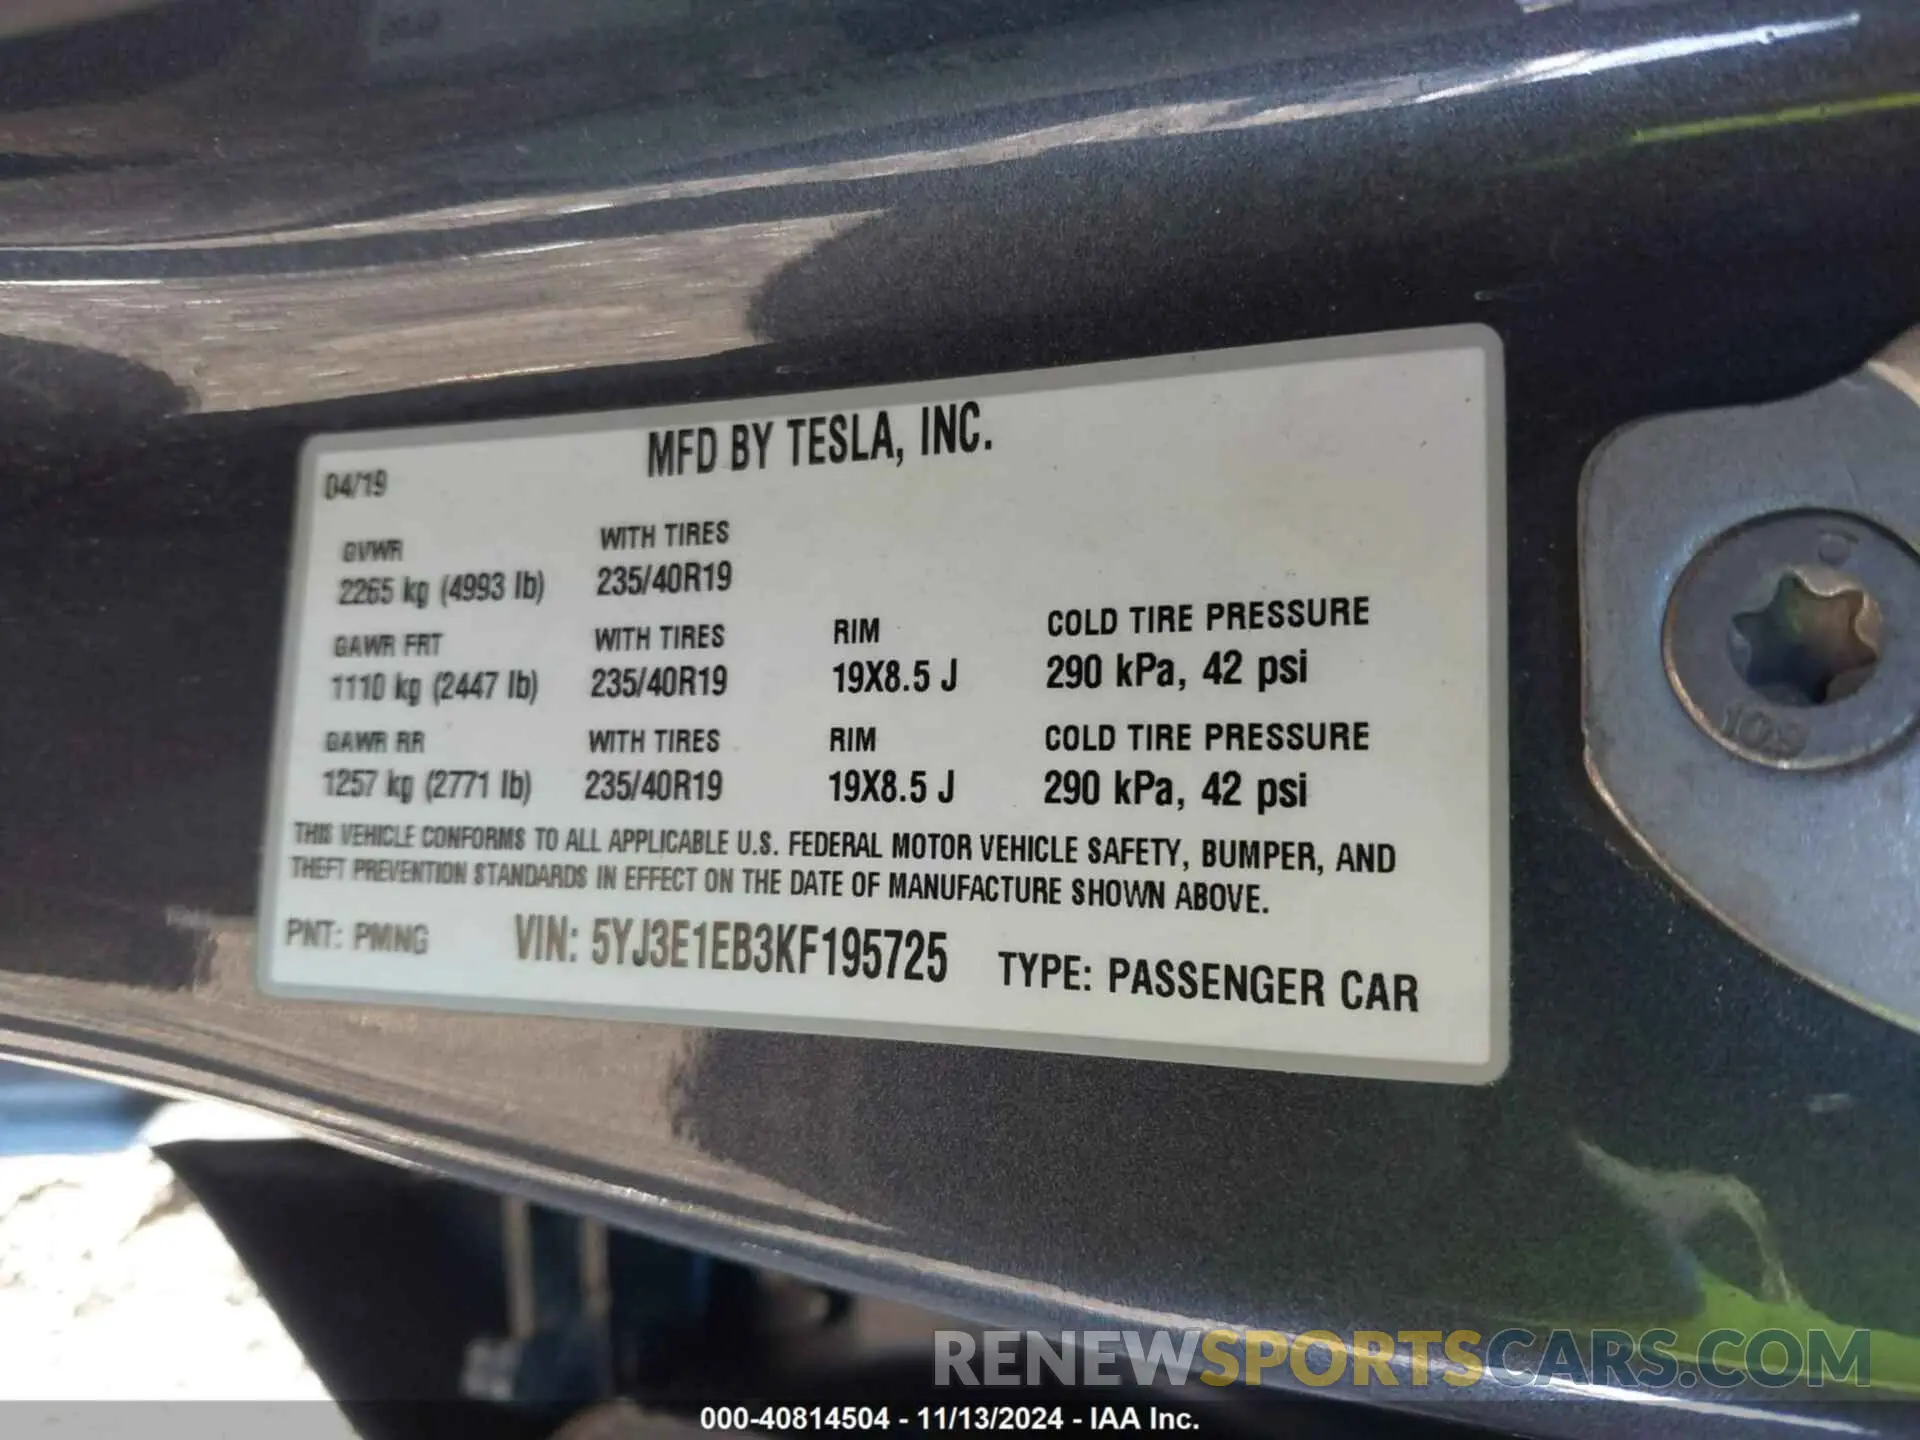 MFD BY TESLA, INC.
04/19
GVWR WITH TIRES
2265 kg (4993 lb) 235/40R19
GAWR FRT WITH TIRES RIM COLD TIRE PRESSURE
1110 kg (2447 lb) 235/40R19 19X8.5 J 290 kPa, 42 psi
GAWR RR WITH TIRES RIM COLD TIRE PRESSURE
1257 kg (2771 lb) 235/40R19 19X8.5 J 290 kPa, 42 psi
THIS VEHICLE CONFORMS TO ALL APPLICABLE U.S. FEDERAL MOTOR VEHICLE SAFETY, BUMPER, AND
THEFT PREVENTION STANDARDS IN EFFECT ON THE DATE OF MANUFACTURE SHOWN ABOVE.
PNT: PMNG VIN: 5YJ3E1EB3KF195725 TYPE: PASSENGER CAR
RENEWSPORTSCARS.COM
000-40814504 - 11/13/2024 - IAA Inc.